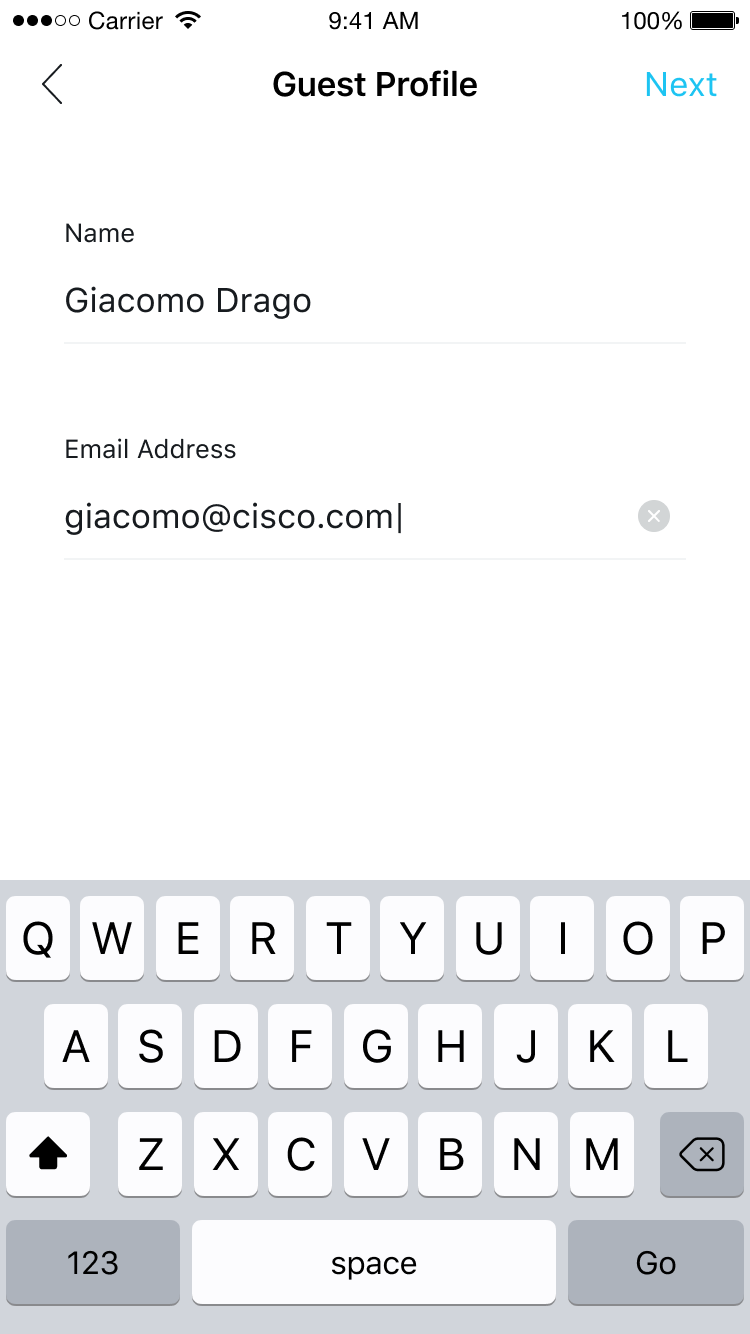 Carrier 9:41 AM 100%
Guest Profile Next
Name
Giacomo Drago
Email Address
giacomo@cisco.com
Q W E R T Y U I O P
A S D F G H J K L
Z X C V B N M
123 space Go